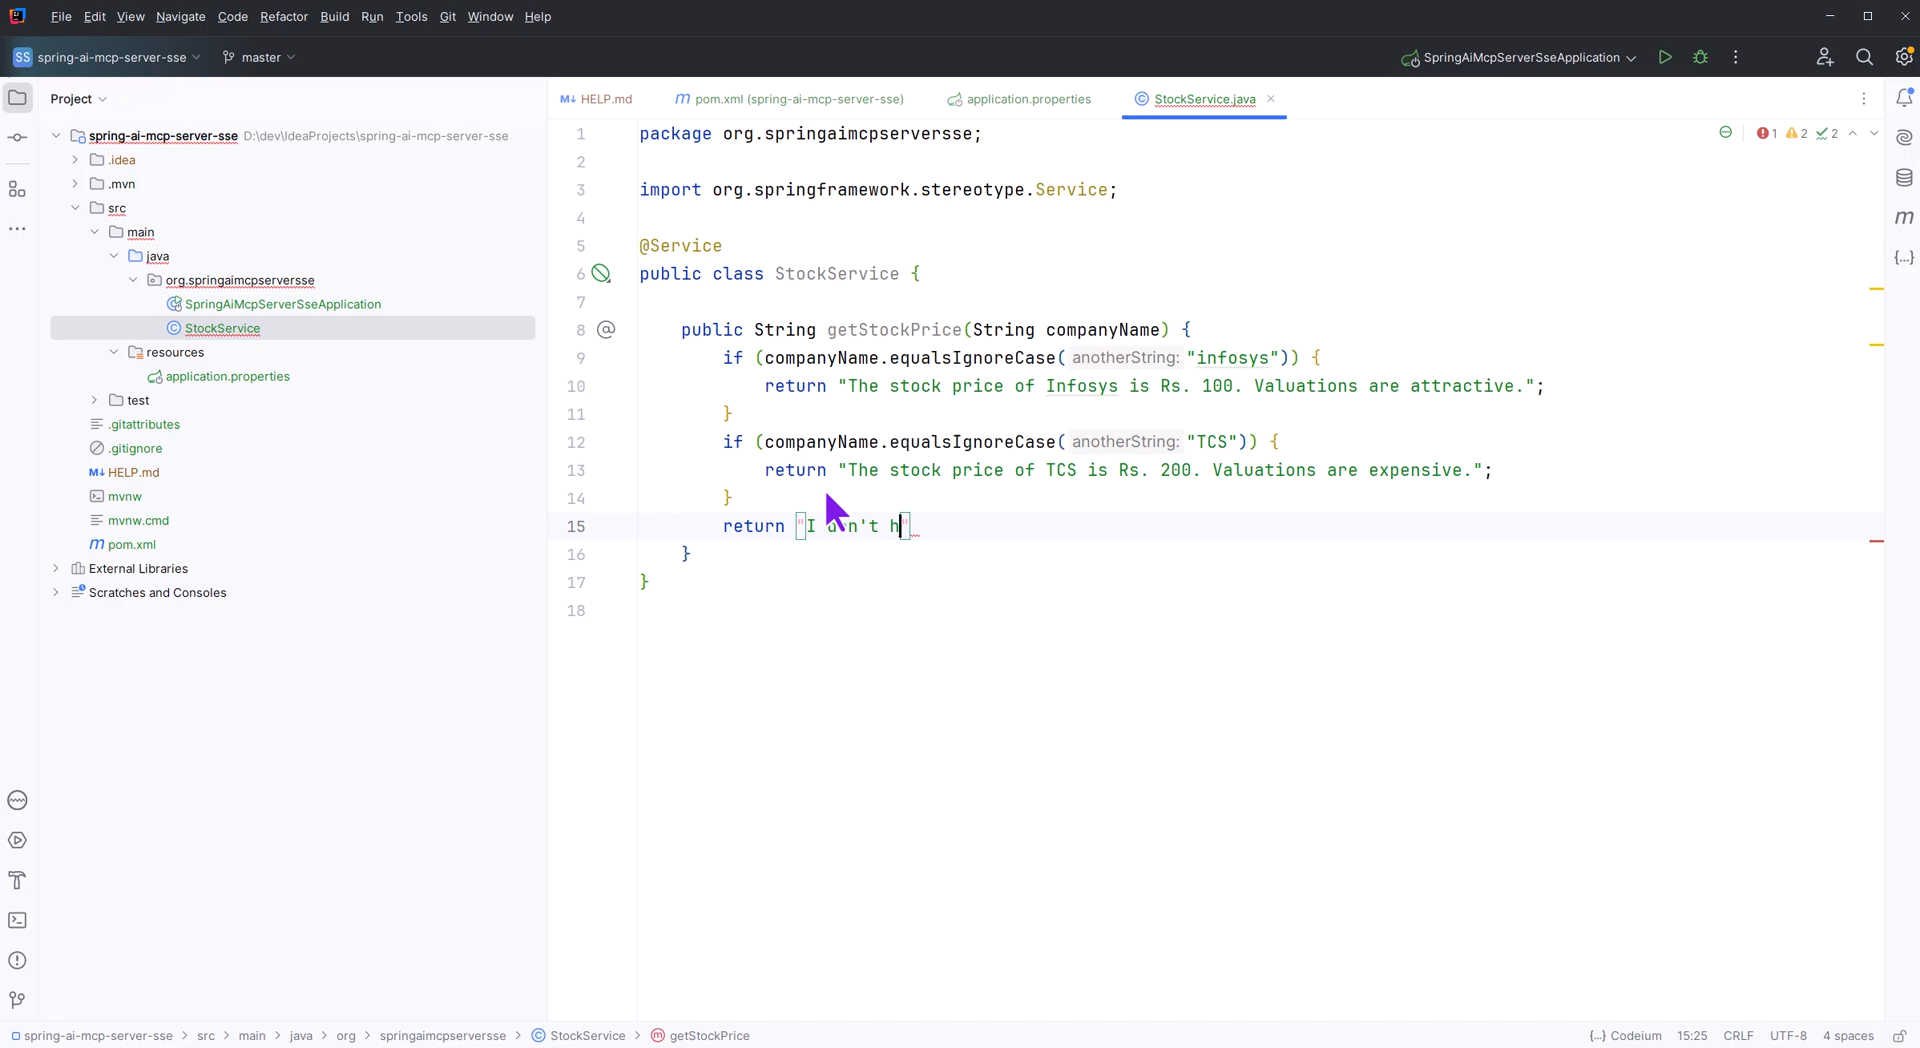 File Edit View Navigate Code Refactor Build Run Tools Git Window Help
SS spring-ai-mcp-server-sse master SpringAiMcpServerSseApplication
Project
HELP.md pom.xml (spring-ai-mcp-server-sse) application.properties StockService.java
spring-ai-mcp-server-sse D:\dev\IdeaProjects\spring-ai-mcp-server-sse
.idea
.mvn
src
main
java
org.springaimcpserversse
SpringAiMcpServerSseApplication
StockService
resources
application.properties
test
.gitattributes
.gitignore
HELP.md
mvnw
mvnw.cmd
pom.xml
External Libraries
Scratches and Consoles
1 package org.springaimcpserversse;
1 2 2
2
3 import org.springframework.stereotype.Service;
4
5 @Service
6 public class StockService {
7
8 public String getStockPrice(String companyName) {
9 if (companyName.equalsIgnoreCase( anotherString: "infosys")) {
10 return "The stock price of Infosys is Rs. 100. Valuations are attractive.";
11 }
12 if (companyName.equalsIgnoreCase( anotherString: "TCS")) {
13 return "The stock price of TCS is Rs. 200. Valuations are expensive.";
14 }
15 return "I don't h"
16 }
17 }
18
spring-ai-mcp-server-sse > src > main > java > org > springaimcpserversse > StockService > getStockPrice
{...} Codeium 15:25 CRLF UTF-8 4 spaces